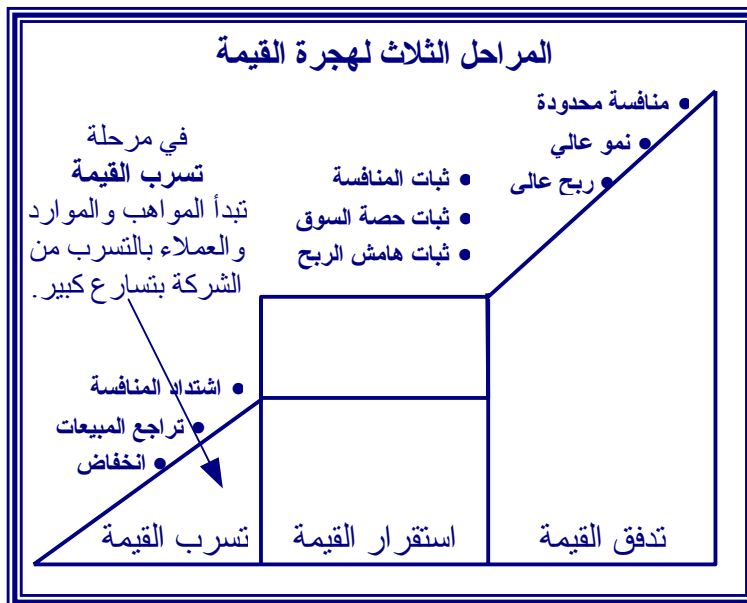 المراحل الثلاث لهجرة القيمة
• منافسة محدودة
• نمو عالي
• ربح عالى
• ثبات المنافسة
• ثبات حصة السوق
• ثبات هامش الربح
في مرحلة
تسرب القيمة
تبدأ المواهب والموارد
والعملاء بالتسرب من
الشركة بتسارع كبير.
• اشتداد المنافسة
• تراجع المبيعات
• انخفاض
تدفق القيمة
استقرار القيمة
تسرب القيمة